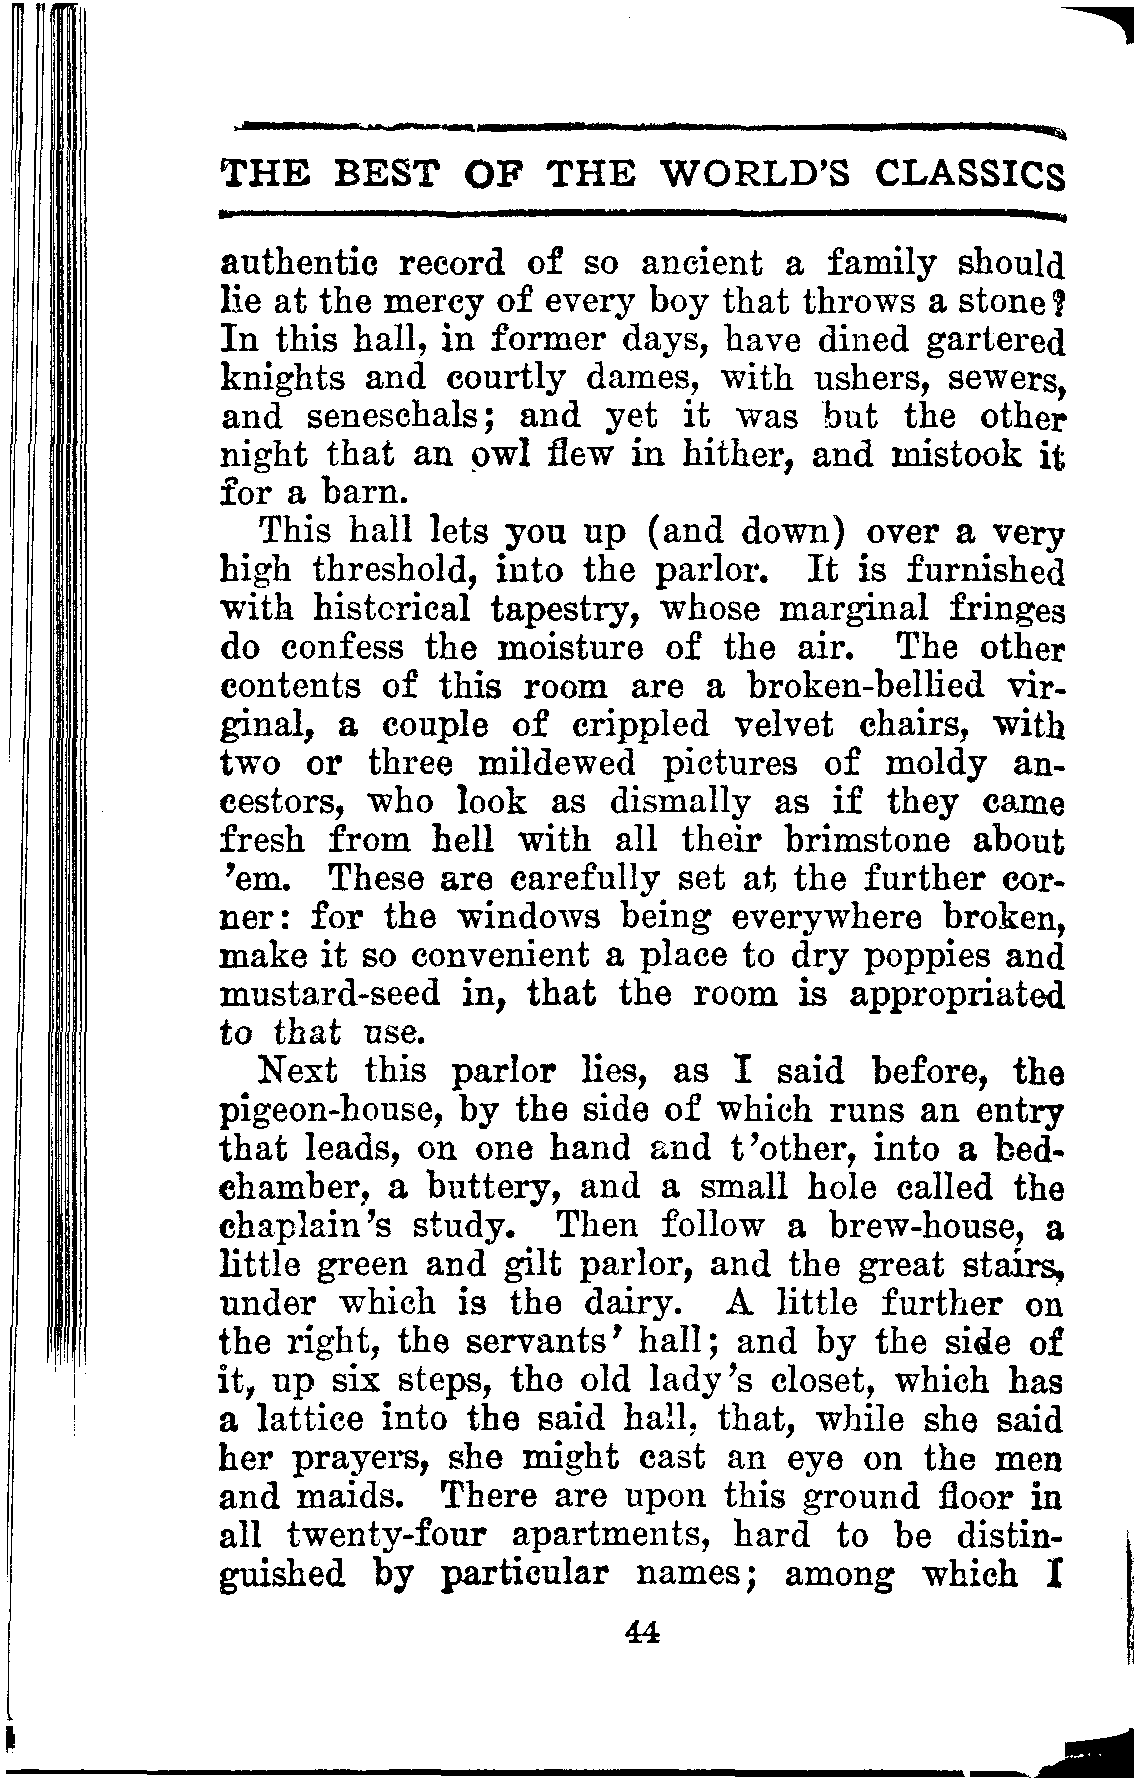 THE BEST OF THE WORLD'S CLASSICS
authentic record of so ancient a family should
lie at the mercy of every boy that throws a stone?
In this hall, in former days, have dined gartered
knights and courtly dames, with ushers, sewers,
and seneschals; and yet it was but the other
night that an owl flew in hither, and mistook it
for a barn.
This hall lets you up (and down) over a very
high threshold, into the parlor. It is furnished
with historical tapestry, whose marginal fringes
do confess the moisture of the air. The other
contents of this room are a broken-bellied vir-
ginal, a couple of crippled velvet chairs, with
two or three mildewed pictures of moldy an-
cestors, who look as dismally as if they came
fresh from hell with all their brimstone about
'em. These are carefully set at the further cor-
ner: for the windows being everywhere broken,
make it so convenient a place to dry poppies and
mustard-seed in, that the room is appropriated
to that use.
Next this parlor lies, as I said before, the
pigeon-house, by the side of which runs an entry
that leads, on one hand and t'other, into a bed-
chamber, a buttery, and a small hole called the
chaplain's study. Then follow a brew-house, a
little green and gilt parlor, and the great stairs,
under which is the dairy. A little further on
the right, the servants' hall; and by the side of
it, up six steps, the old lady's closet, which has
a lattice into the said hall, that, while she said
her prayers, she might cast an eye on the men
and maids. There are upon this ground floor in
all twenty-four apartments, hard to be distin-
guished by particular names; among which I
44